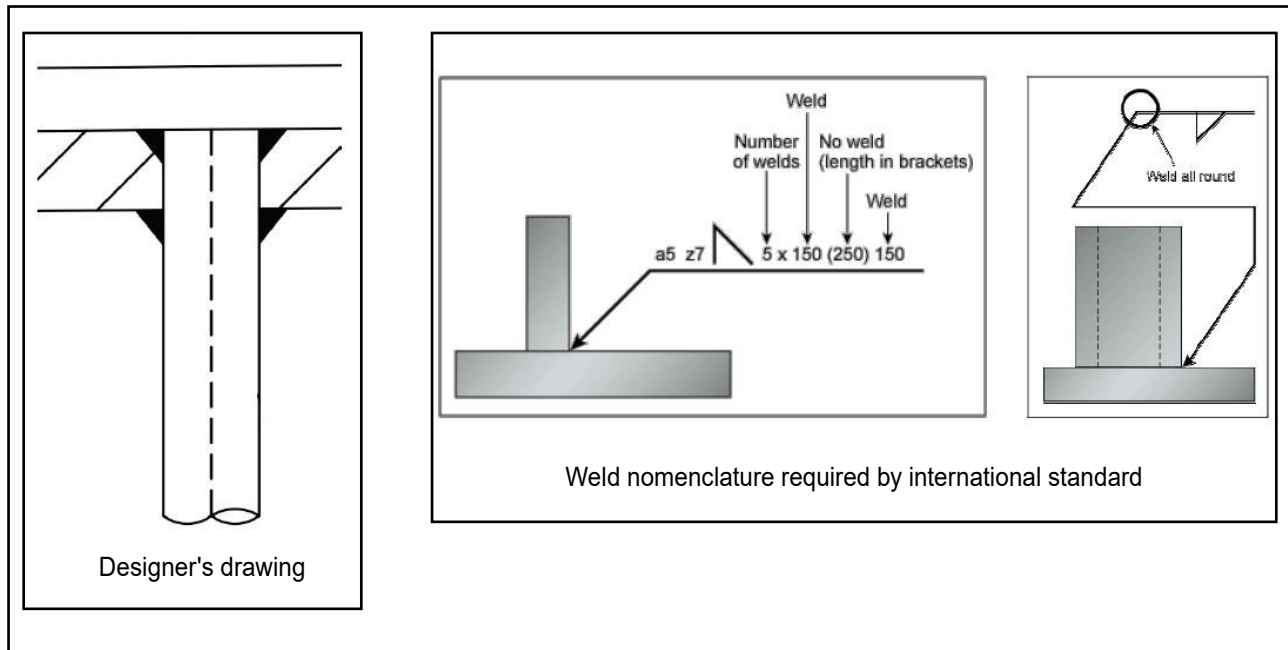 Designer's drawing
Weld
Number
of welds
No weld
(length in brackets)
Weld
a5 z7 5 x 150 (250) 150
Weld all round
Weld nomenclature required by international standard